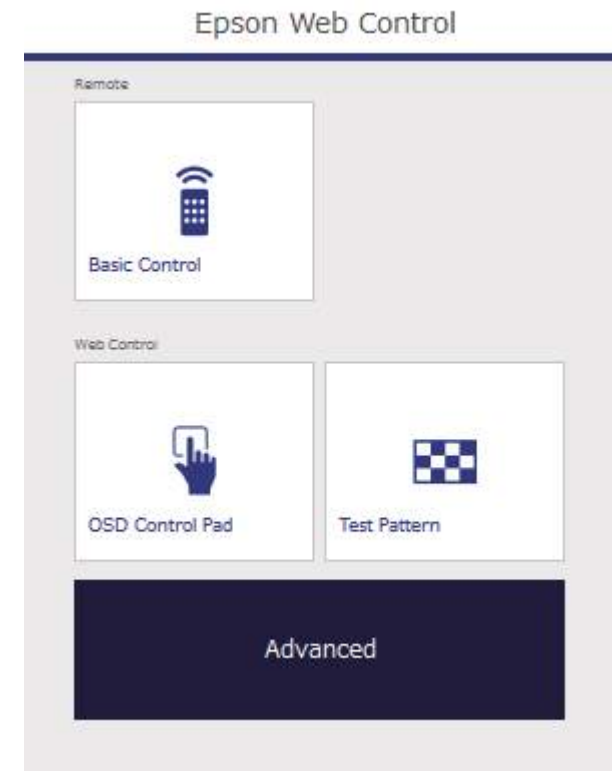 Epson Web Control
Remote
Basic Control
Web Control
OSD Control Pad
Test Pattern
Advanced